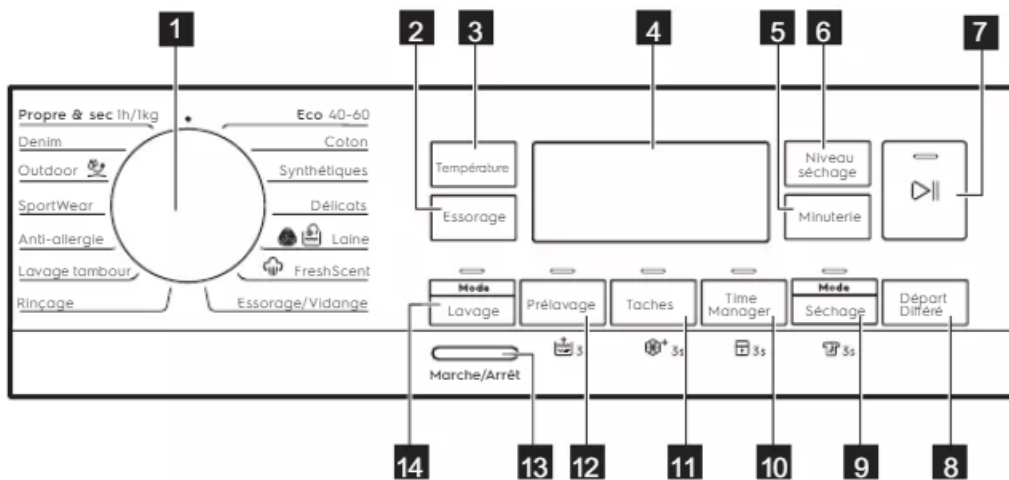 1
2
3
4
5
6
7
Propre & sec 1h/1kg
Denim
Outdoor
SportWear
Anti-allergie
Lavage tambour
Rinçage
Eco 40-60
Coton
Synthétiques
Délicats
Laine
FreshScent
Essorage/Vidange
Température
Essorage
Niveau
séchage
Minuterie
Mode
Lavage
Prélavage
Taches
Time
Manager
Mode
Séchage
Départ
Différé
3
3s
3s
3s
Marche/Arrêt
14
13
12
11
10
9
8